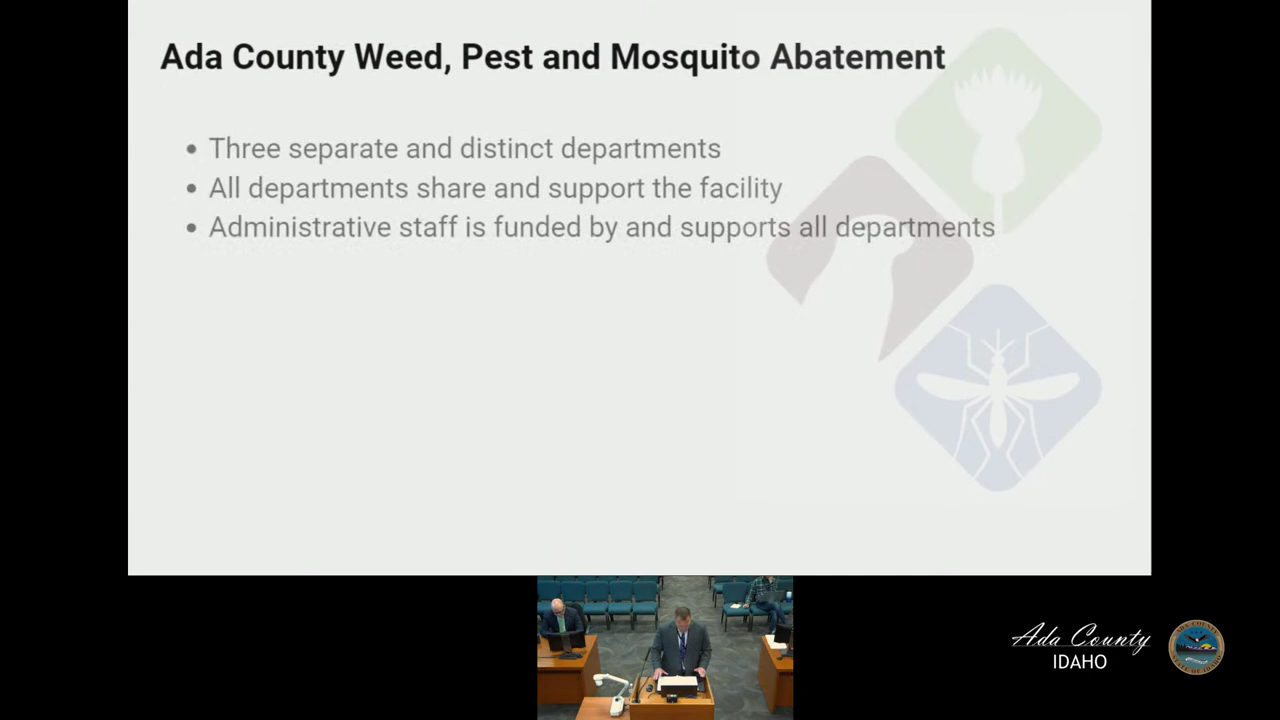 Ada County Weed, Pest and Mosquito Abatement
• Three separate and distinct departments
• All departments share and support the facility
• Administrative staff is funded by and supports all departments
Ada County
IDAHO